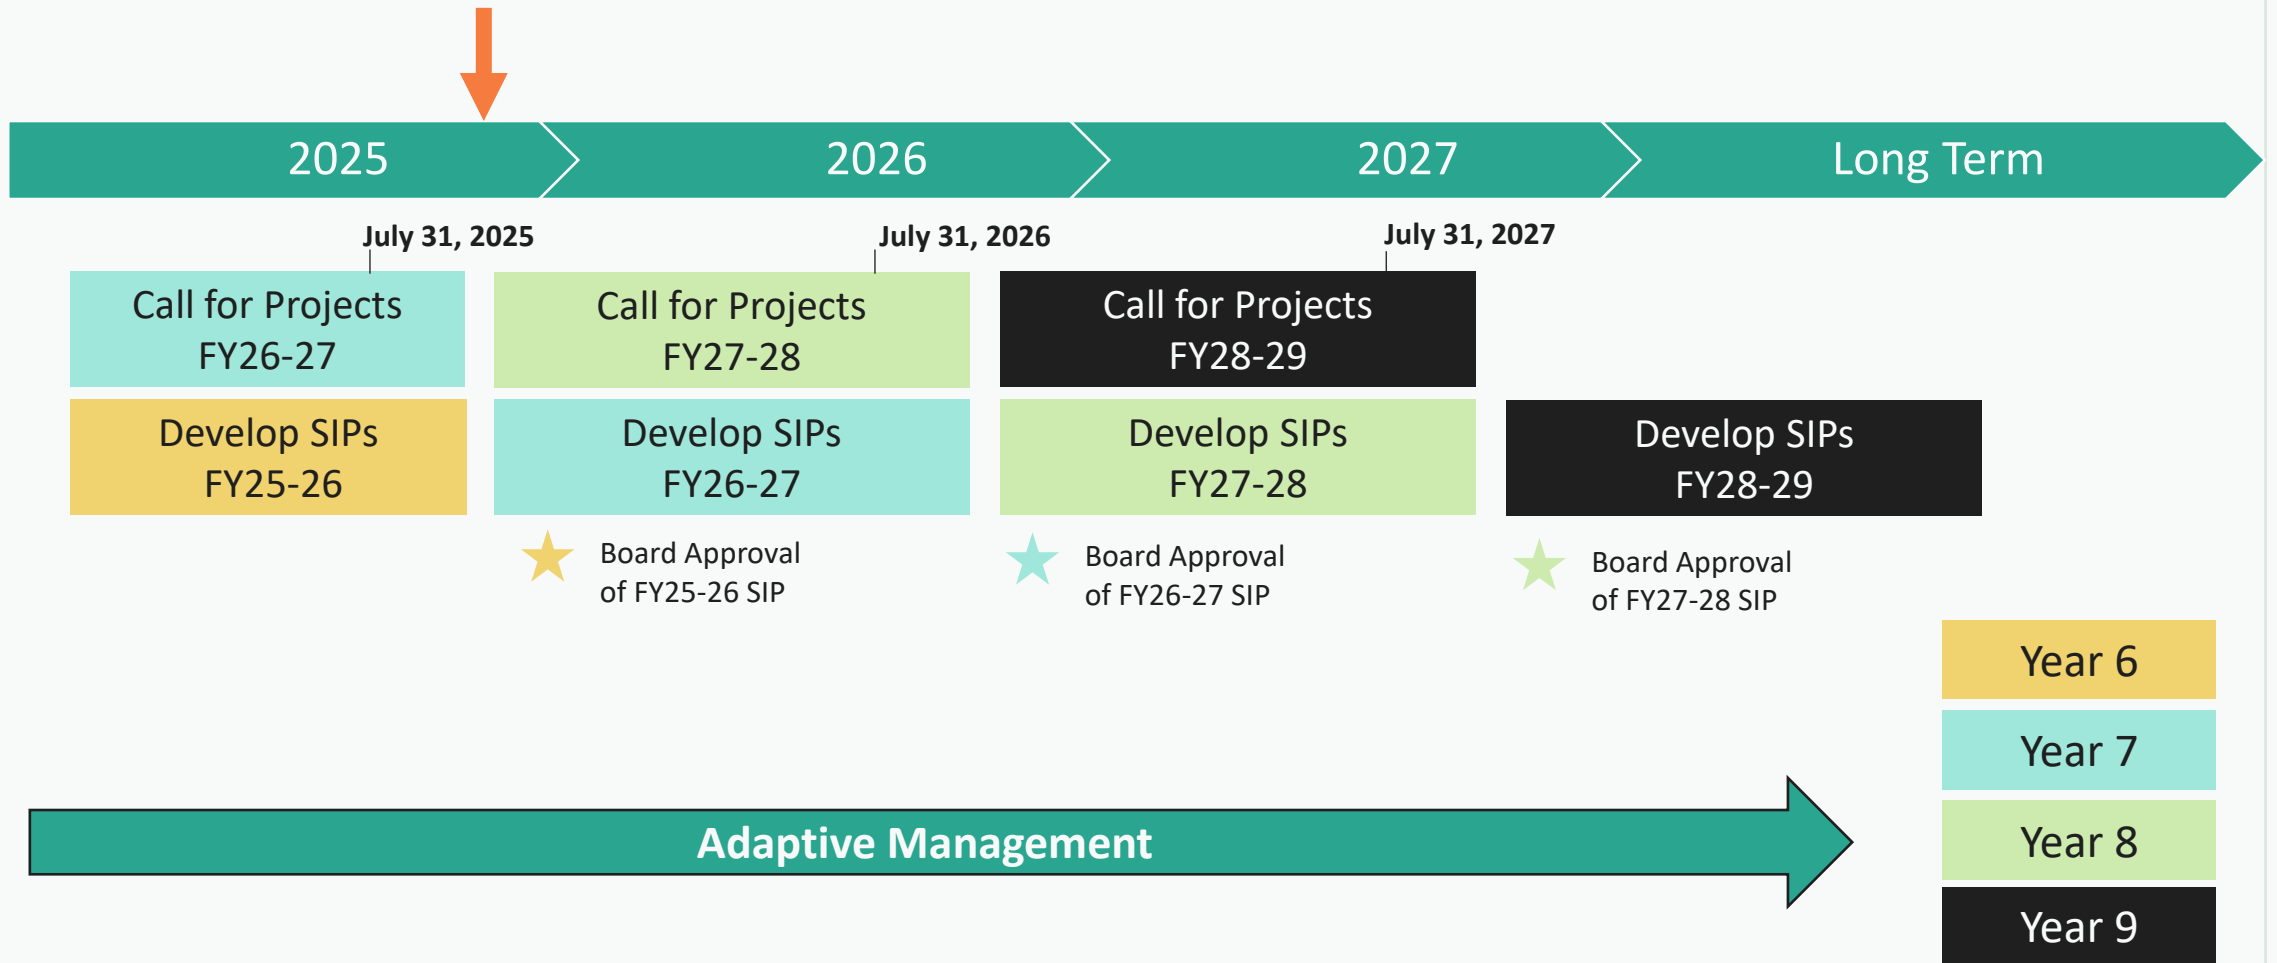 2025
2026
2027
Long Term
July 31, 2025
July 31, 2026
July 31, 2027
Call for Projects
FY26-27
Call for Projects
FY27-28
Call for Projects
FY28-29
Develop SIPs
FY25-26
Develop SIPs
FY26-27
Develop SIPs
FY27-28
Develop SIPs
FY28-29
Board Approval
of FY25-26 SIP
Board Approval
of FY26-27 SIP
Board Approval
of FY27-28 SIP
Year 6
Year 7
Year 8
Year 9
Adaptive Management